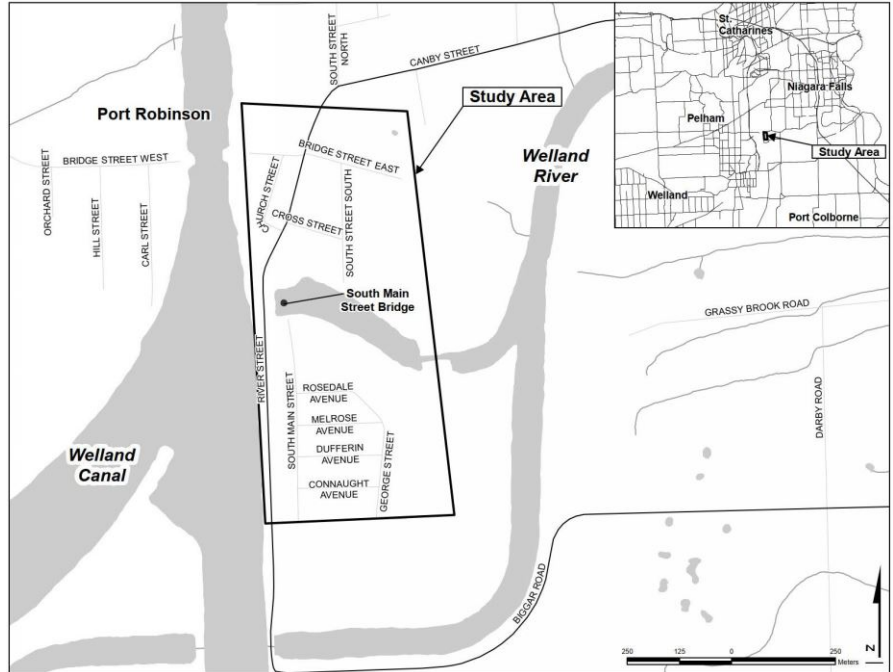 St.
Catharines
Niagara Falls
Pelham
Study Area
Welland
Port Colborne
SOUTH STREET
NORTH
CANBY STREET
Study Area
Port Robinson
BRIDGE STREET WEST
ORCHARD STREET
HILL STREET
CARL STREET
BRIDGE STREET EAST
CHURCH STREET
CROSS STREET
SOUTH STREET SOUTH
Welland
River
South Main
Street Bridge
GRASSY BROOK ROAD
DARBY ROAD
RIVER STREET
SOUTH MAIN STREET
ROSEDALE
AVENUE
MELROSE
AVENUE
DUFFERIN
AVENUE
CONNAUGHT
AVENUE
GEORGE STREET
Welland
Canal
BIGGAR ROAD
250
125
0
250
Meters
N